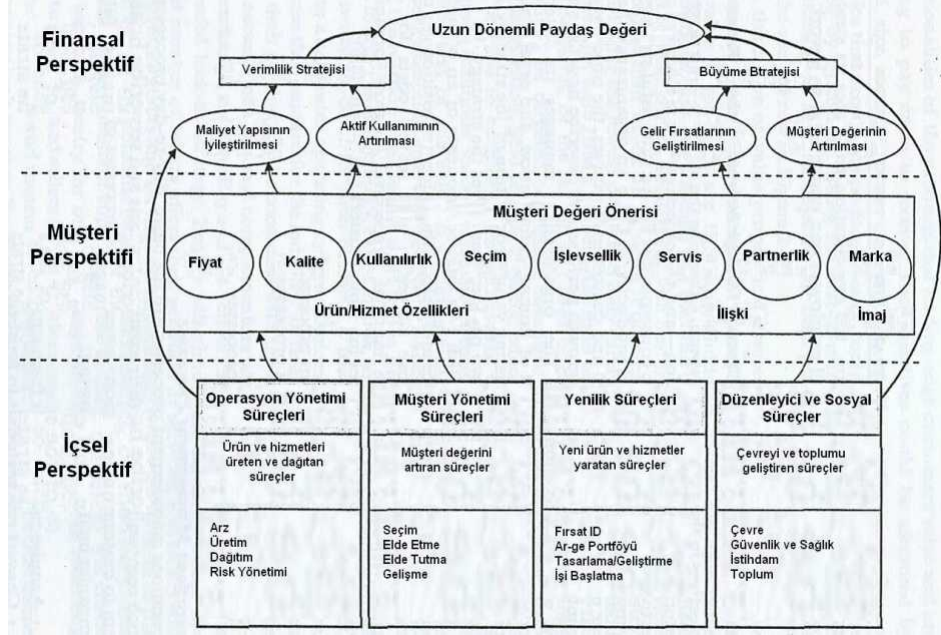 Finansal
Perspektif
Uzun Dönemli Paydaş Değeri
Verimlilik Stratejisi
Büyüme Btratejisi
Maliyet Yapısının
İyileştirilmesi
Aktif Kullanımının
Artırılması
Gelir Fırsatlarının
Geliştirilmesi
Müşteri Değerinin
Artırılması
Müşteri
Perspektifi
Müşteri Değeri Önerisi
Fiyat
Kalite
Kullanılırlık
Seçim
İşlevsellik
Servis
Partnerlik
Marka
Ürün/Hizmet Özellikleri
İlişki
İmaj
İçsel
Perspektif
Operasyon Yönetimi
Süreçleri
Ürün ve hizmetleri
üreten ve dağıtan
süreçler
Arz
Üretim
Dağıtım
Risk Yönetimi
Müşteri Yönetimi
Süreçleri
Müşteri değerini
artıran süreçler
Seçim
Elde Etme
Elde Tutma
Gelişme
Yenilik Süreçleri
Yeni ürün ve hizmetler
yaratan süreçler
Fırsat ID
Ar-ge Portföyü
Tasarlama/Geliştirme
İşi Başlatma
Düzenleyici ve Sosyal
Süreçler
Çevreyi ve toplumu
geliştiren süreçler
Çevre
Güvenlik ve Sağlık
İstihdam
Toplum